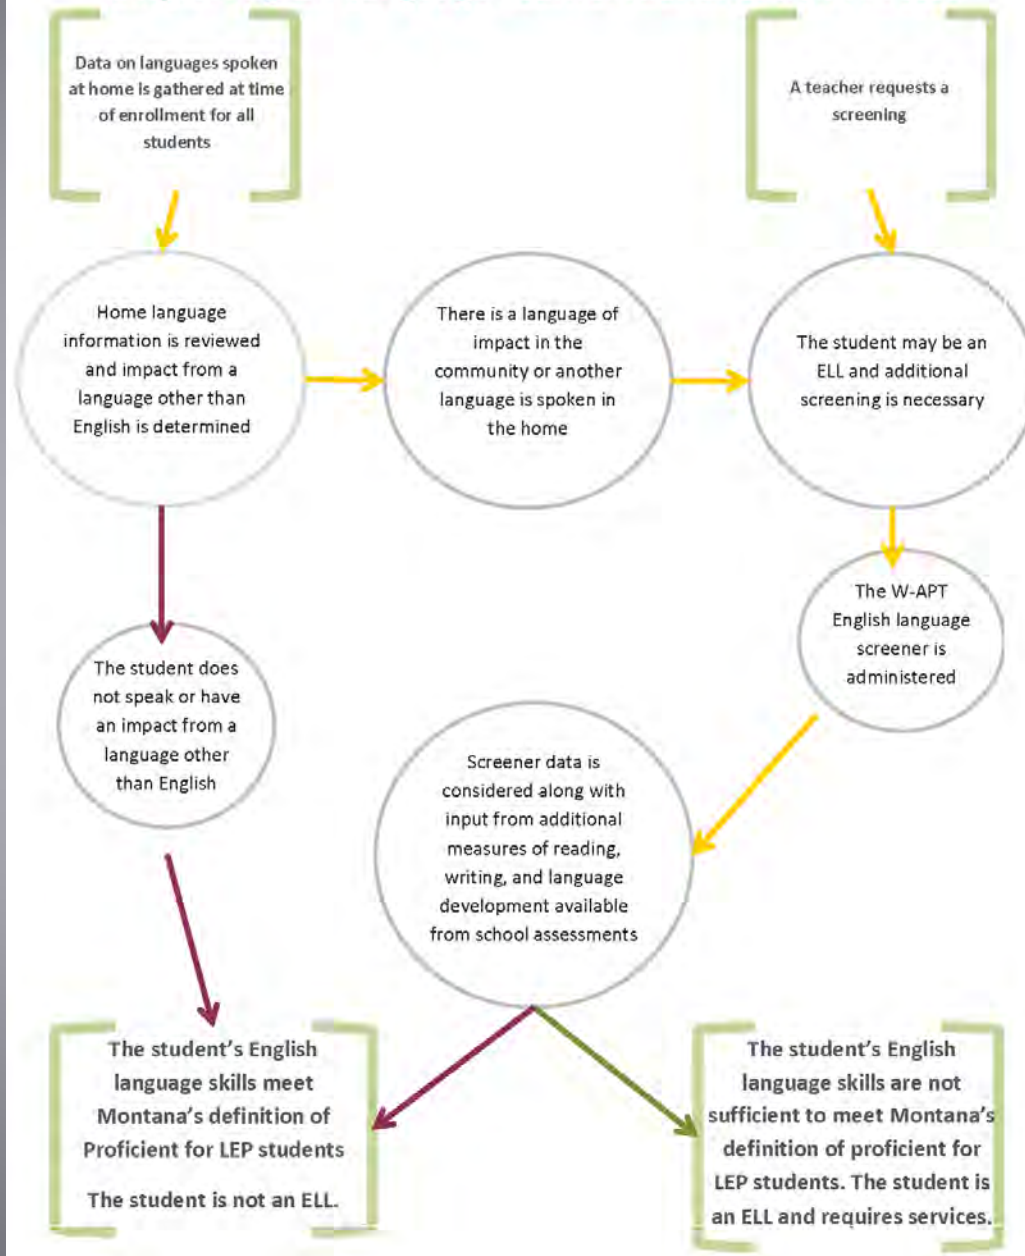 Data on languages spoken
at home is gathered at time
of enrollment for all
students
A teacher requests a
screening
Home language
information is reviewed
and impact from a
language other than
English is determined
There is a language of
impact in the
community or another
language is spoken in
the home
The student may be an
ELL and additional
screening is necessary
The W-APT
English language
screener is
administered
The student does
not speak or have
an impact from a
language other
than English
Screener data is
considered along with
input from additional
measures of reading,
writing, and language
development available
from school assessments
The student's English
language skills meet
Montana's definition of
Proficient for LEP students
The student is not an ELL.
The student's English
language skills are not
sufficient to meet Montana's
definition of proficient for
LEP students. The student is
an ELL and requires services.